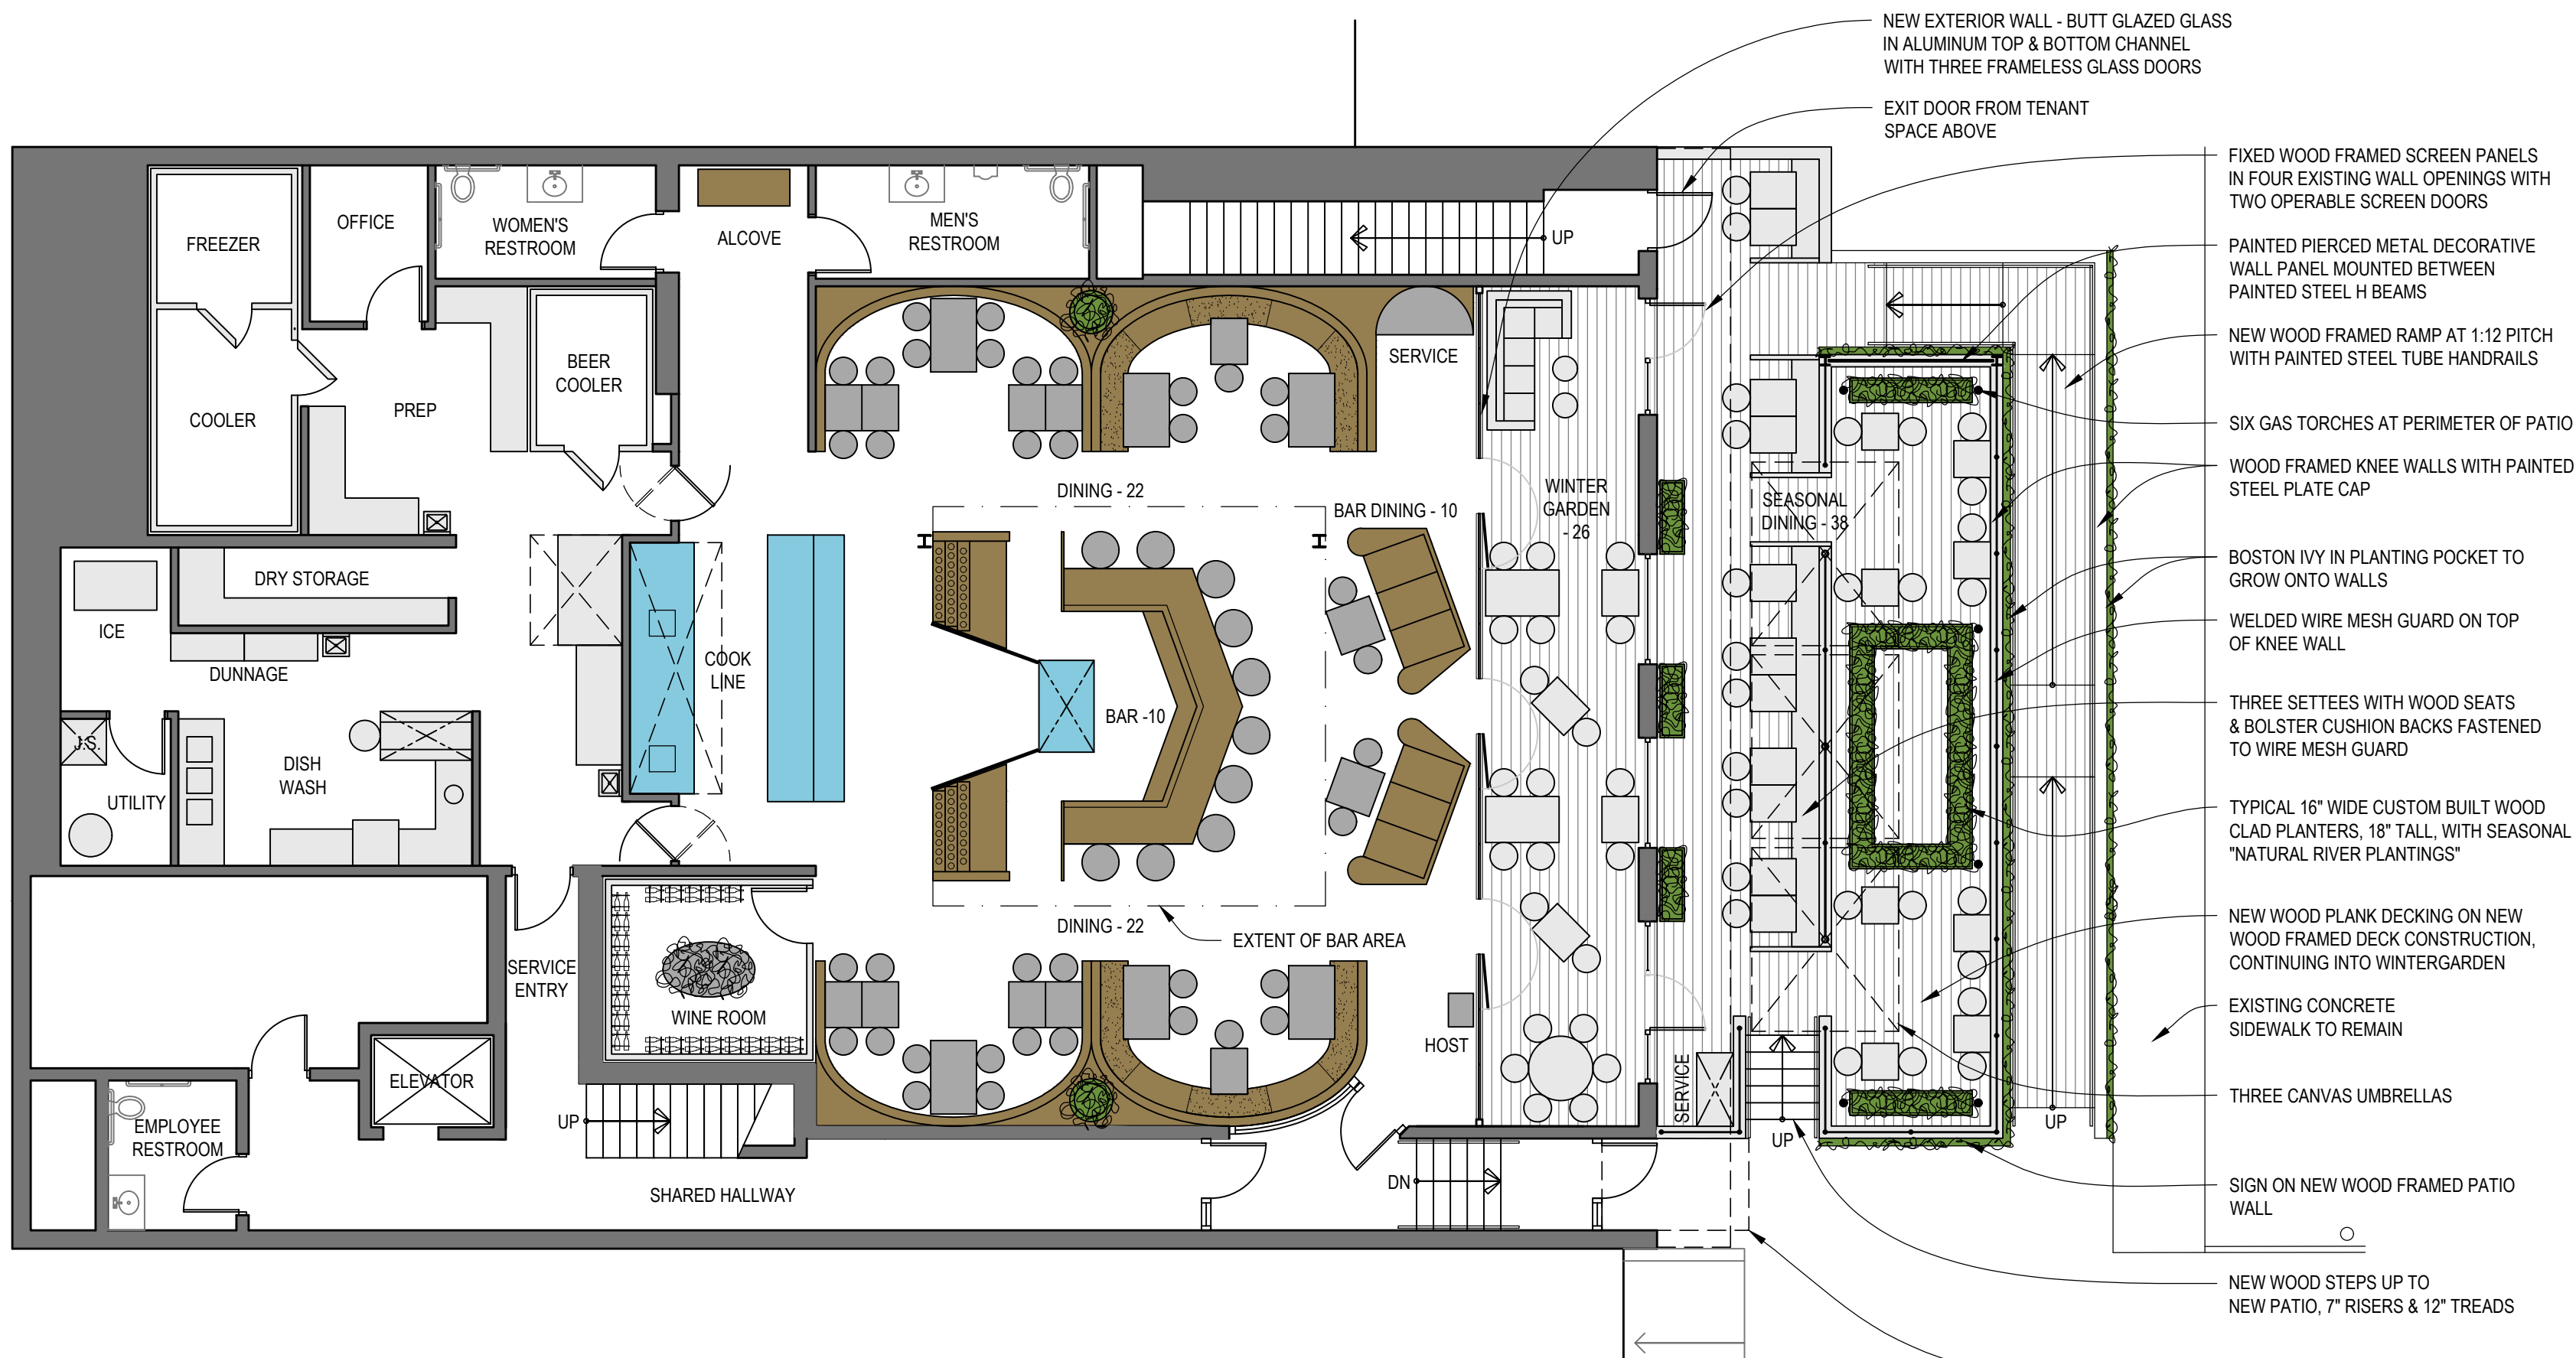 NEW EXTERIOR WALL - BUTT GLAZED GLASS
IN ALUMINUM TOP & BOTTOM CHANNEL
WITH THREE FRAMELESS GLASS DOORS
EXIT DOOR FROM TENANT
SPACE ABOVE
FIXED WOOD FRAMED SCREEN PANELS
IN FOUR EXISTING WALL OPENINGS WITH
TWO OPERABLE SCREEN DOORS
PAINTED PIERCED METAL DECORATIVE
WALL PANEL MOUNTED BETWEEN
PAINTED STEEL H BEAMS
NEW WOOD FRAMED RAMP AT 1:12 PITCH
WITH PAINTED STEEL TUBE HANDRAILS
SIX GAS TORCHES AT PERIMETER OF PATIO
WOOD FRAMED KNEE WALLS WITH PAINTED
STEEL PLATE CAP
BOSTON IVY IN PLANTING POCKET TO
GROW ONTO WALLS
WELDED WIRE MESH GUARD ON TOP
OF KNEE WALL
THREE SETTEES WITH WOOD SEATS
& BOLSTER CUSHION BACKS FASTENED
TO WIRE MESH GUARD
TYPICAL 16" WIDE CUSTOM BUILT WOOD
CLAD PLANTERS, 18" TALL, WITH SEASONAL
"NATURAL RIVER PLANTINGS"
NEW WOOD PLANK DECKING ON NEW
WOOD FRAMED DECK CONSTRUCTION,
CONTINUING INTO WINTERGARDEN
EXISTING CONCRETE
SIDEWALK TO REMAIN
THREE CANVAS UMBRELLAS
SIGN ON NEW WOOD FRAMED PATIO
WALL
NEW WOOD STEPS UP TO
NEW PATIO, 7" RISERS & 12" TREADS
FREEZER
OFFICE
WOMEN'S
RESTROOM
ALCOVE
MEN'S
RESTROOM
UP
COOLER
PREP
BEER
COOLER
SERVICE
DINING - 22
BAR DINING - 10
WINTER
GARDEN
- 26
SEASONAL
DINING - 38
DRY STORAGE
ICE
DUNNAGE
COOK
LINE
BAR -10
J.S.
DISH
WASH
UTILITY
DINING - 22
EXTENT OF BAR AREA
SERVICE
ENTRY
WINE ROOM
HOST
SERVICE
ELEVATOR
EMPLOYEE
RESTROOM
UP
UP
UP
DN
SHARED HALLWAY